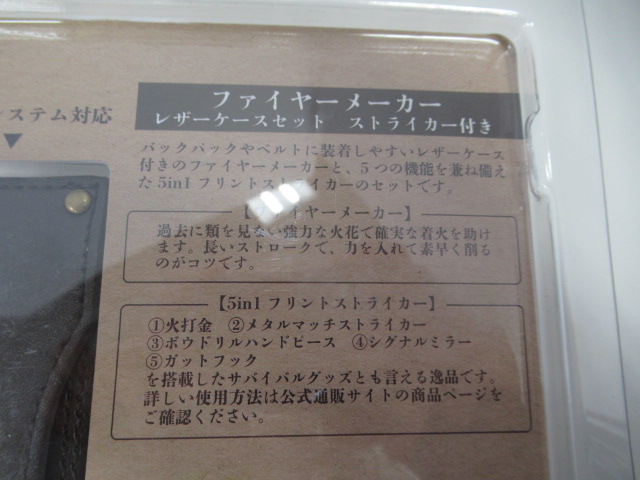 ステム対応
▼
ファイヤーメーカー
レザーケースセット　ストライカー付き
バックパックやベルトに装着しやすいレザーケース
付きのファイヤーメーカーと、5つの機能を兼ね備え
た5in1フリントストライカーのセットです。
イヤーメーカー】
過去に類を見ない強力な火花で確実な着火を助け
ます。長いストロークで、力を入れて素早く削る
のがコツです。
【5in1 フリントストライカー】
①火打金　②メタルマッチストライカー
③ボウドリルハンドピース　④シグナルミラー
⑤ガットフック
を搭載したサバイバルグッズとも言える逸品です。
詳しい使用方法は公式通販サイトの商品ページを
ご確認ください。